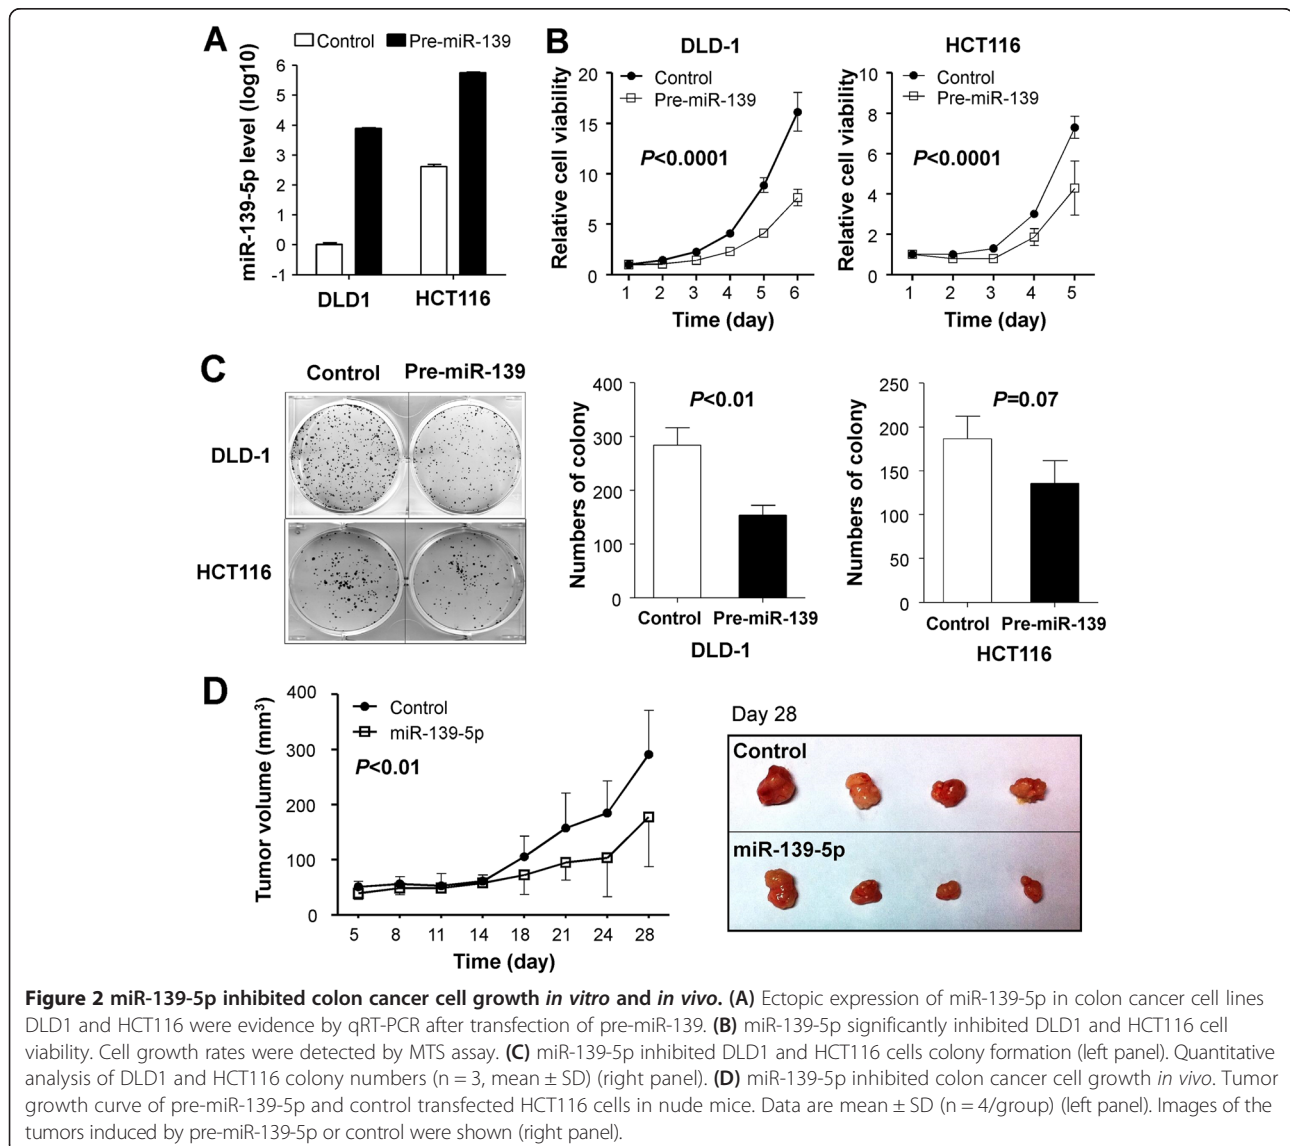 A
Control
Pre-miR-139
miR-139-5p level (log10)
6
5
4
3
2
1
0
-1
DLD1
HCT116
B
DLD-1
Relative cell viability
20
15
10
5
0
Control
Pre-miR-139
P<0.0001
1 2 3 4 5 6
Time (day)
HCT116
Relative cell viability
10
8
6
4
2
0
Control
Pre-miR-139
P<0.0001
1 2 3 4 5
Time (day)
C
Control Pre-miR-139
DLD-1
HCT116
Numbers of colony
400
300
200
100
0
P<0.01
Control Pre-miR-139
DLD-1
Numbers of colony
250
200
150
100
50
0
P=0.07
Control Pre-miR-139
HCT116
D
Tumor volume (mm³)
400
300
200
100
0
Control
miR-139-5p
P<0.01
5 8 11 14 18 21 24 28
Time (day)
Day 28
Control
miR-139-5p
Figure 2 miR-139-5p inhibited colon cancer cell growth in vitro and in vivo. (A) Ectopic expression of miR-139-5p in colon cancer cell lines
DLD1 and HCT116 were evidence by qRT-PCR after transfection of pre-miR-139. (B) miR-139-5p significantly inhibited DLD1 and HCT116 cell
viability. Cell growth rates were detected by MTS assay. (C) miR-139-5p inhibited DLD1 and HCT116 cells colony formation (left panel). Quantitative
analysis of DLD1 and HCT116 colony numbers (n = 3, mean ± SD) (right panel). (D) miR-139-5p inhibited colon cancer cell growth in vivo. Tumor
growth curve of pre-miR-139-5p and control transfected HCT116 cells in nude mice. Data are mean ± SD (n = 4/group) (left panel). Images of the
tumors induced by pre-miR-139-5p or control were shown (right panel).